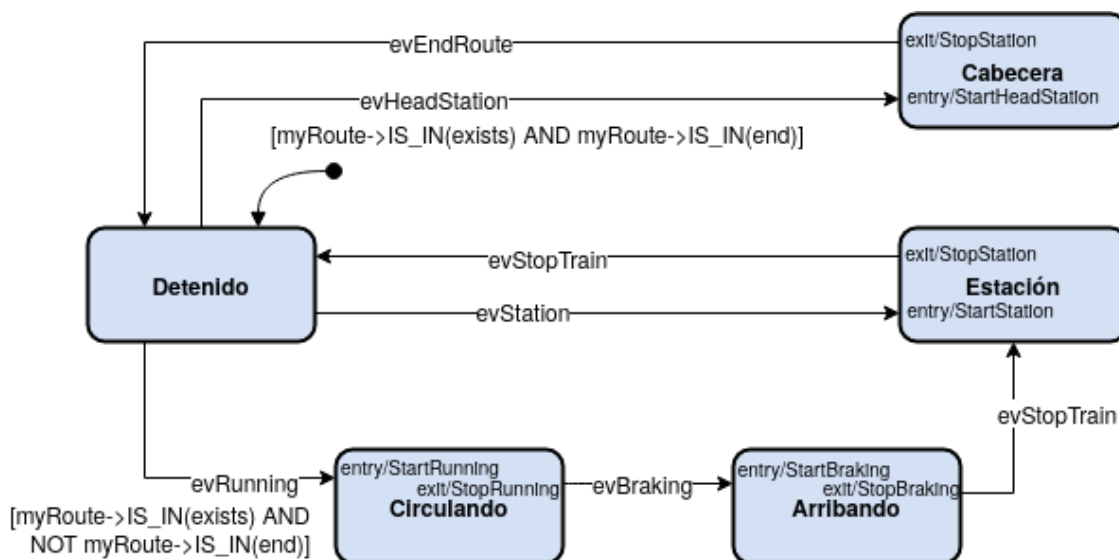 evEndRoute
exit/StopStation
Cabecera
entry/StartHeadStation
evHeadStation
[myRoute->IS_IN(exists) AND myRoute->IS_IN(end)]
Detenido
evStopTrain
evStation
exit/StopStation
Estación
entry/StartStation
evStopTrain
evRunning
[myRoute->IS_IN(exists) AND
NOT myRoute->IS_IN(end)]
entry/StartRunning
exit/StopRunning
Circulando
evBraking
entry/StartBraking
exit/StopBraking
Arribando